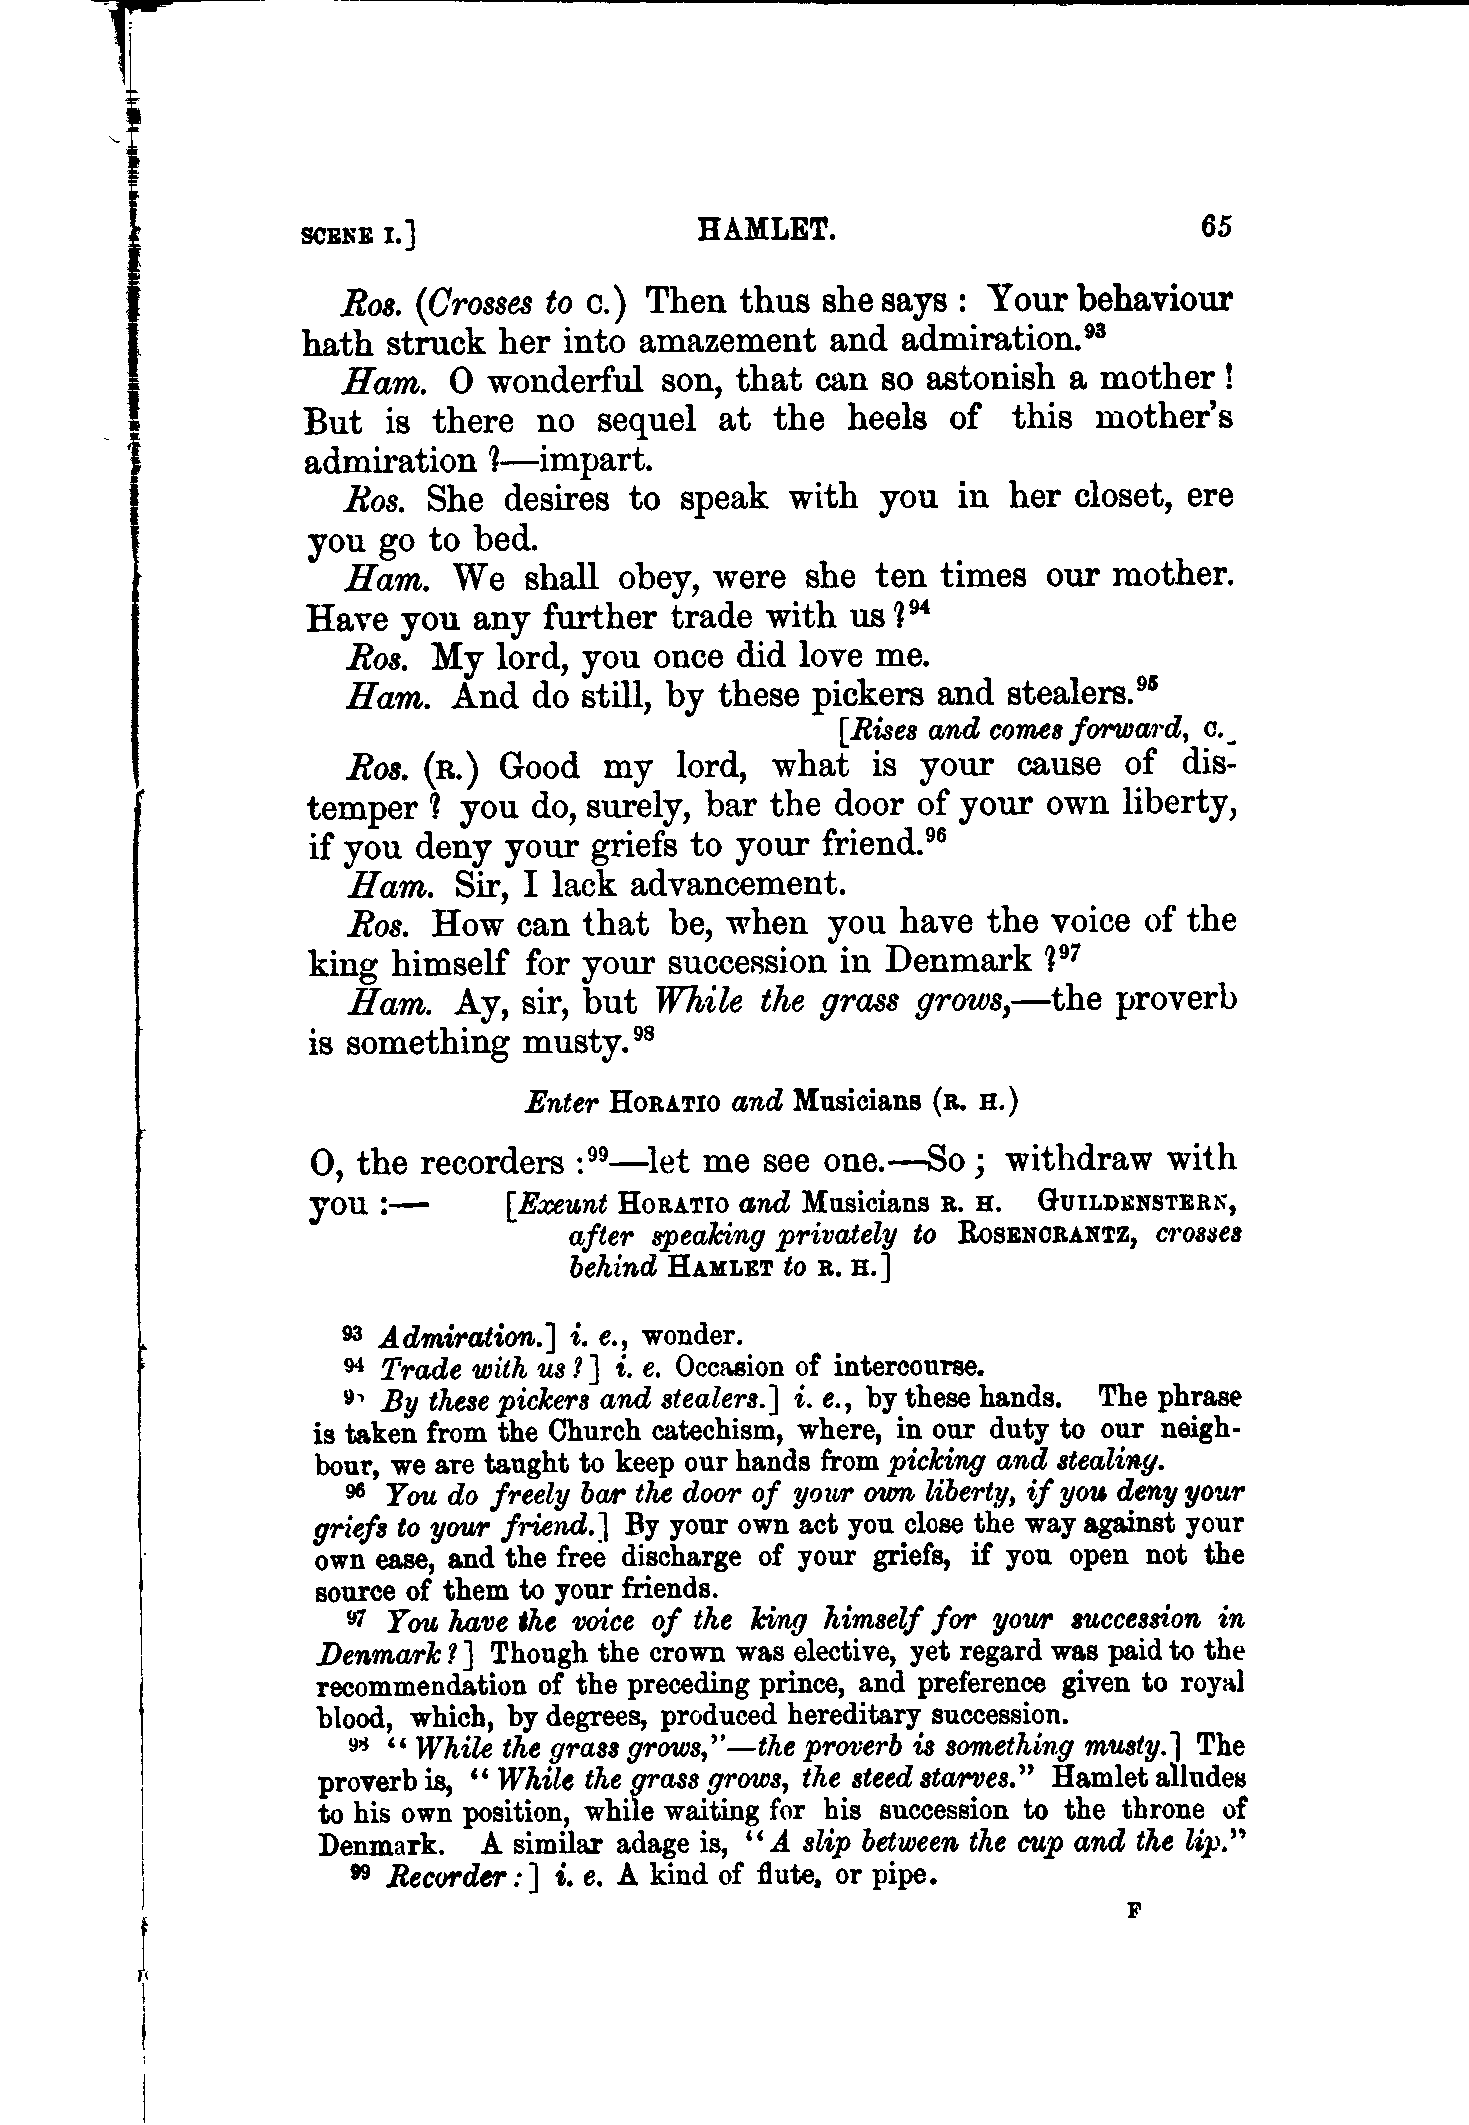 SCENE I.] HAMLET. 65
Ros. (Crosses to C.) Then thus she says : Your behaviour
hath struck her into amazement and admiration.⁹³
Ham. O wonderful son, that can so astonish a mother !
But is there no sequel at the heels of this mother's
admiration ?—impart.
Ros. She desires to speak with you in her closet, ere
you go to bed.
Ham. We shall obey, were she ten times our mother.
Have you any further trade with us ?⁹⁴
Ros. My lord, you once did love me.
Ham. And do still, by these pickers and stealers.⁹⁵
[Rises and comes forward, C.
Ros. (R.) Good my lord, what is your cause of dis-
temper ? you do, surely, bar the door of your own liberty,
if you deny your griefs to your friend.⁹⁶
Ham. Sir, I lack advancement.
Ros. How can that be, when you have the voice of the
king himself for your succession in Denmark ?⁹⁷
Ham. Ay, sir, but While the grass grows,—the proverb
is something musty.⁹⁸
Enter HORATIO and Musicians (R. H.)
O, the recorders :⁹⁹—let me see one.—So ; withdraw with
you :— [Exeunt HORATIO and Musicians R. H. GUILDENSTERN,
after speaking privately to ROSENCRANTZ, crosses
behind HAMLET to R. H.]
⁹³ Admiration.] i. e., wonder.
⁹⁴ Trade with us ?] i. e. Occasion of intercourse.
⁹⁵ By these pickers and stealers.] i. e., by these hands. The phrase
is taken from the Church catechism, where, in our duty to our neigh-
bour, we are taught to keep our hands from picking and stealing.
⁹⁶ You do freely bar the door of your own liberty, if you deny your
griefs to your friend.] By your own act you close the way against your
own ease, and the free discharge of your griefs, if you open not the
source of them to your friends.
⁹⁷ You have the voice of the king himself for your succession in
Denmark ?] Though the crown was elective, yet regard was paid to the
recommendation of the preceding prince, and preference given to royal
blood, which, by degrees, produced hereditary succession.
⁹⁸ "While the grass grows,"—the proverb is something musty.] The
proverb is, "While the grass grows, the steed starves." Hamlet alludes
to his own position, while waiting for his succession to the throne of
Denmark. A similar adage is, "A slip between the cup and the lip."
⁹⁹ Recorder :] i. e. A kind of flute, or pipe.
F